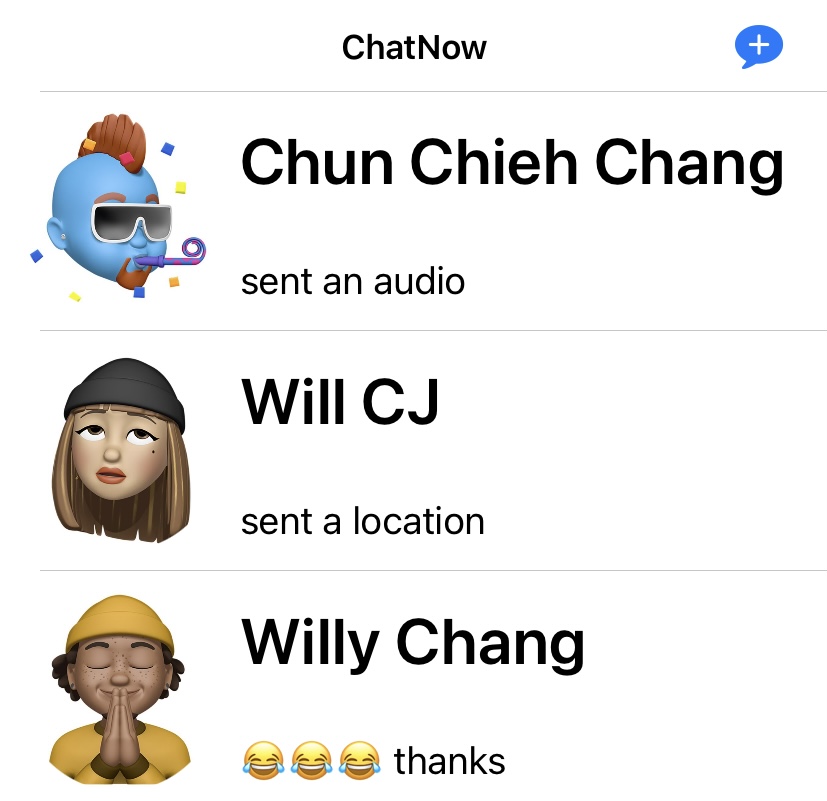 ChatNow
Chun Chieh Chang
sent an audio
Will CJ
sent a location
Willy Chang
😂😂😂 thanks